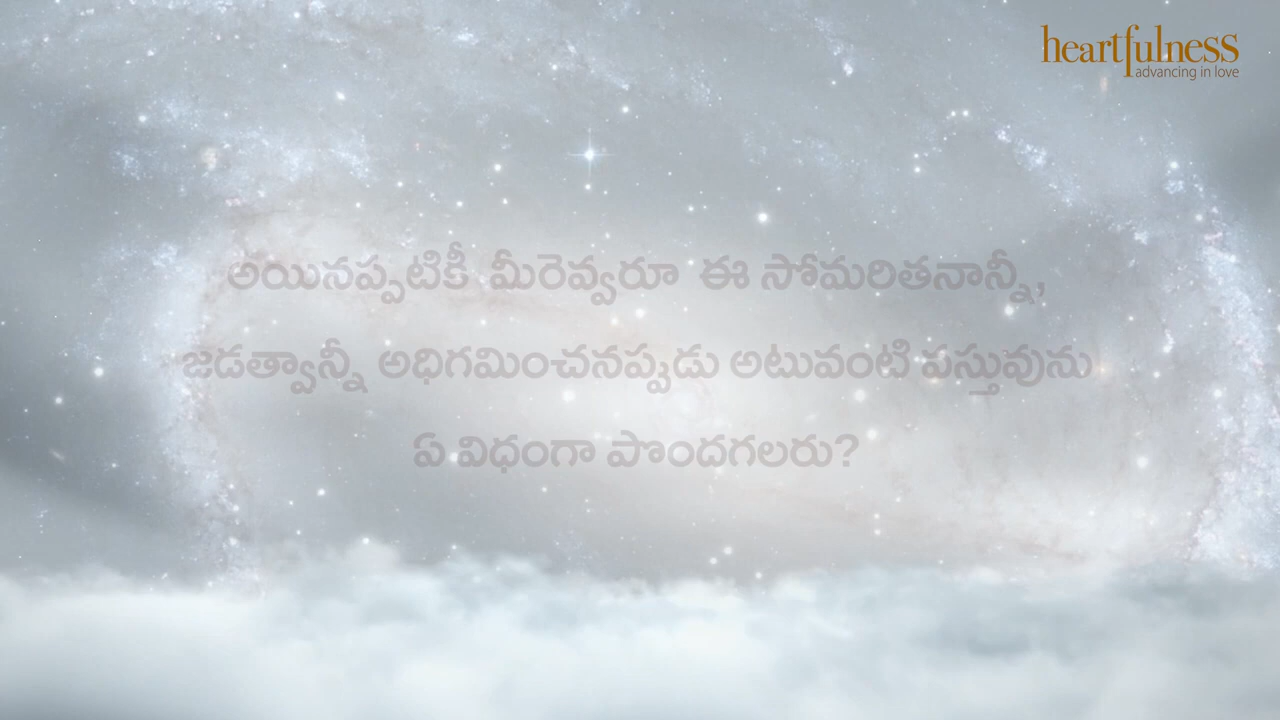 heartfulness
advancing in love
అయినప్పటికీ మీరెవ్వరూ ఈ సోమరితనాన్నీ,
జడత్వాన్నీ అధిగమించనప్పుడు అటువంటి వస్తువును
ఏ విధంగా పొందగలరు?